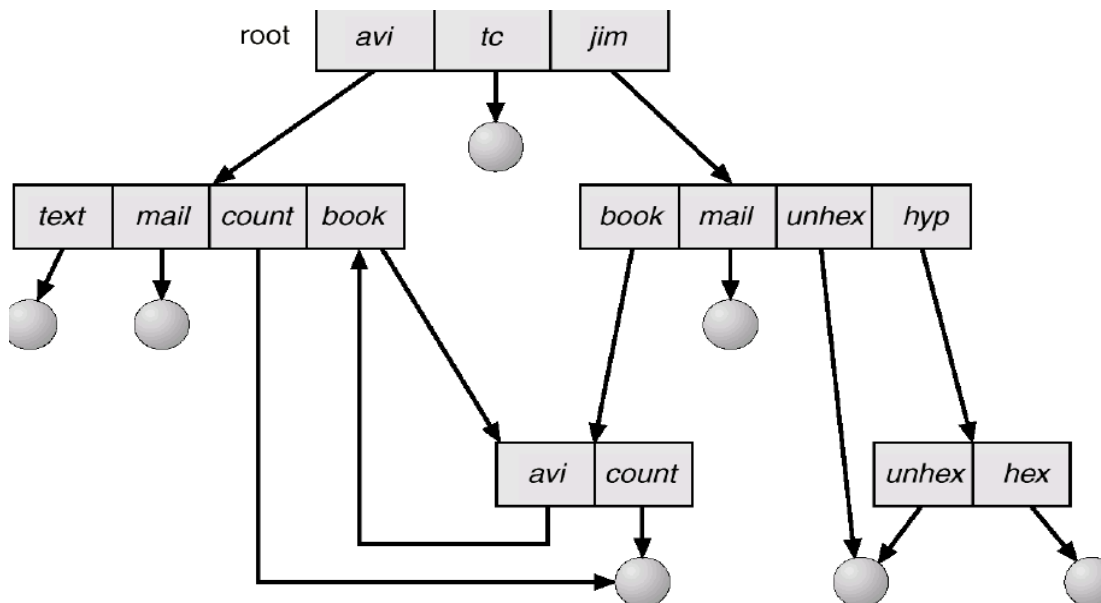 root avi tc jim
text mail count book book mail unhex hyp
avi count unhex hex